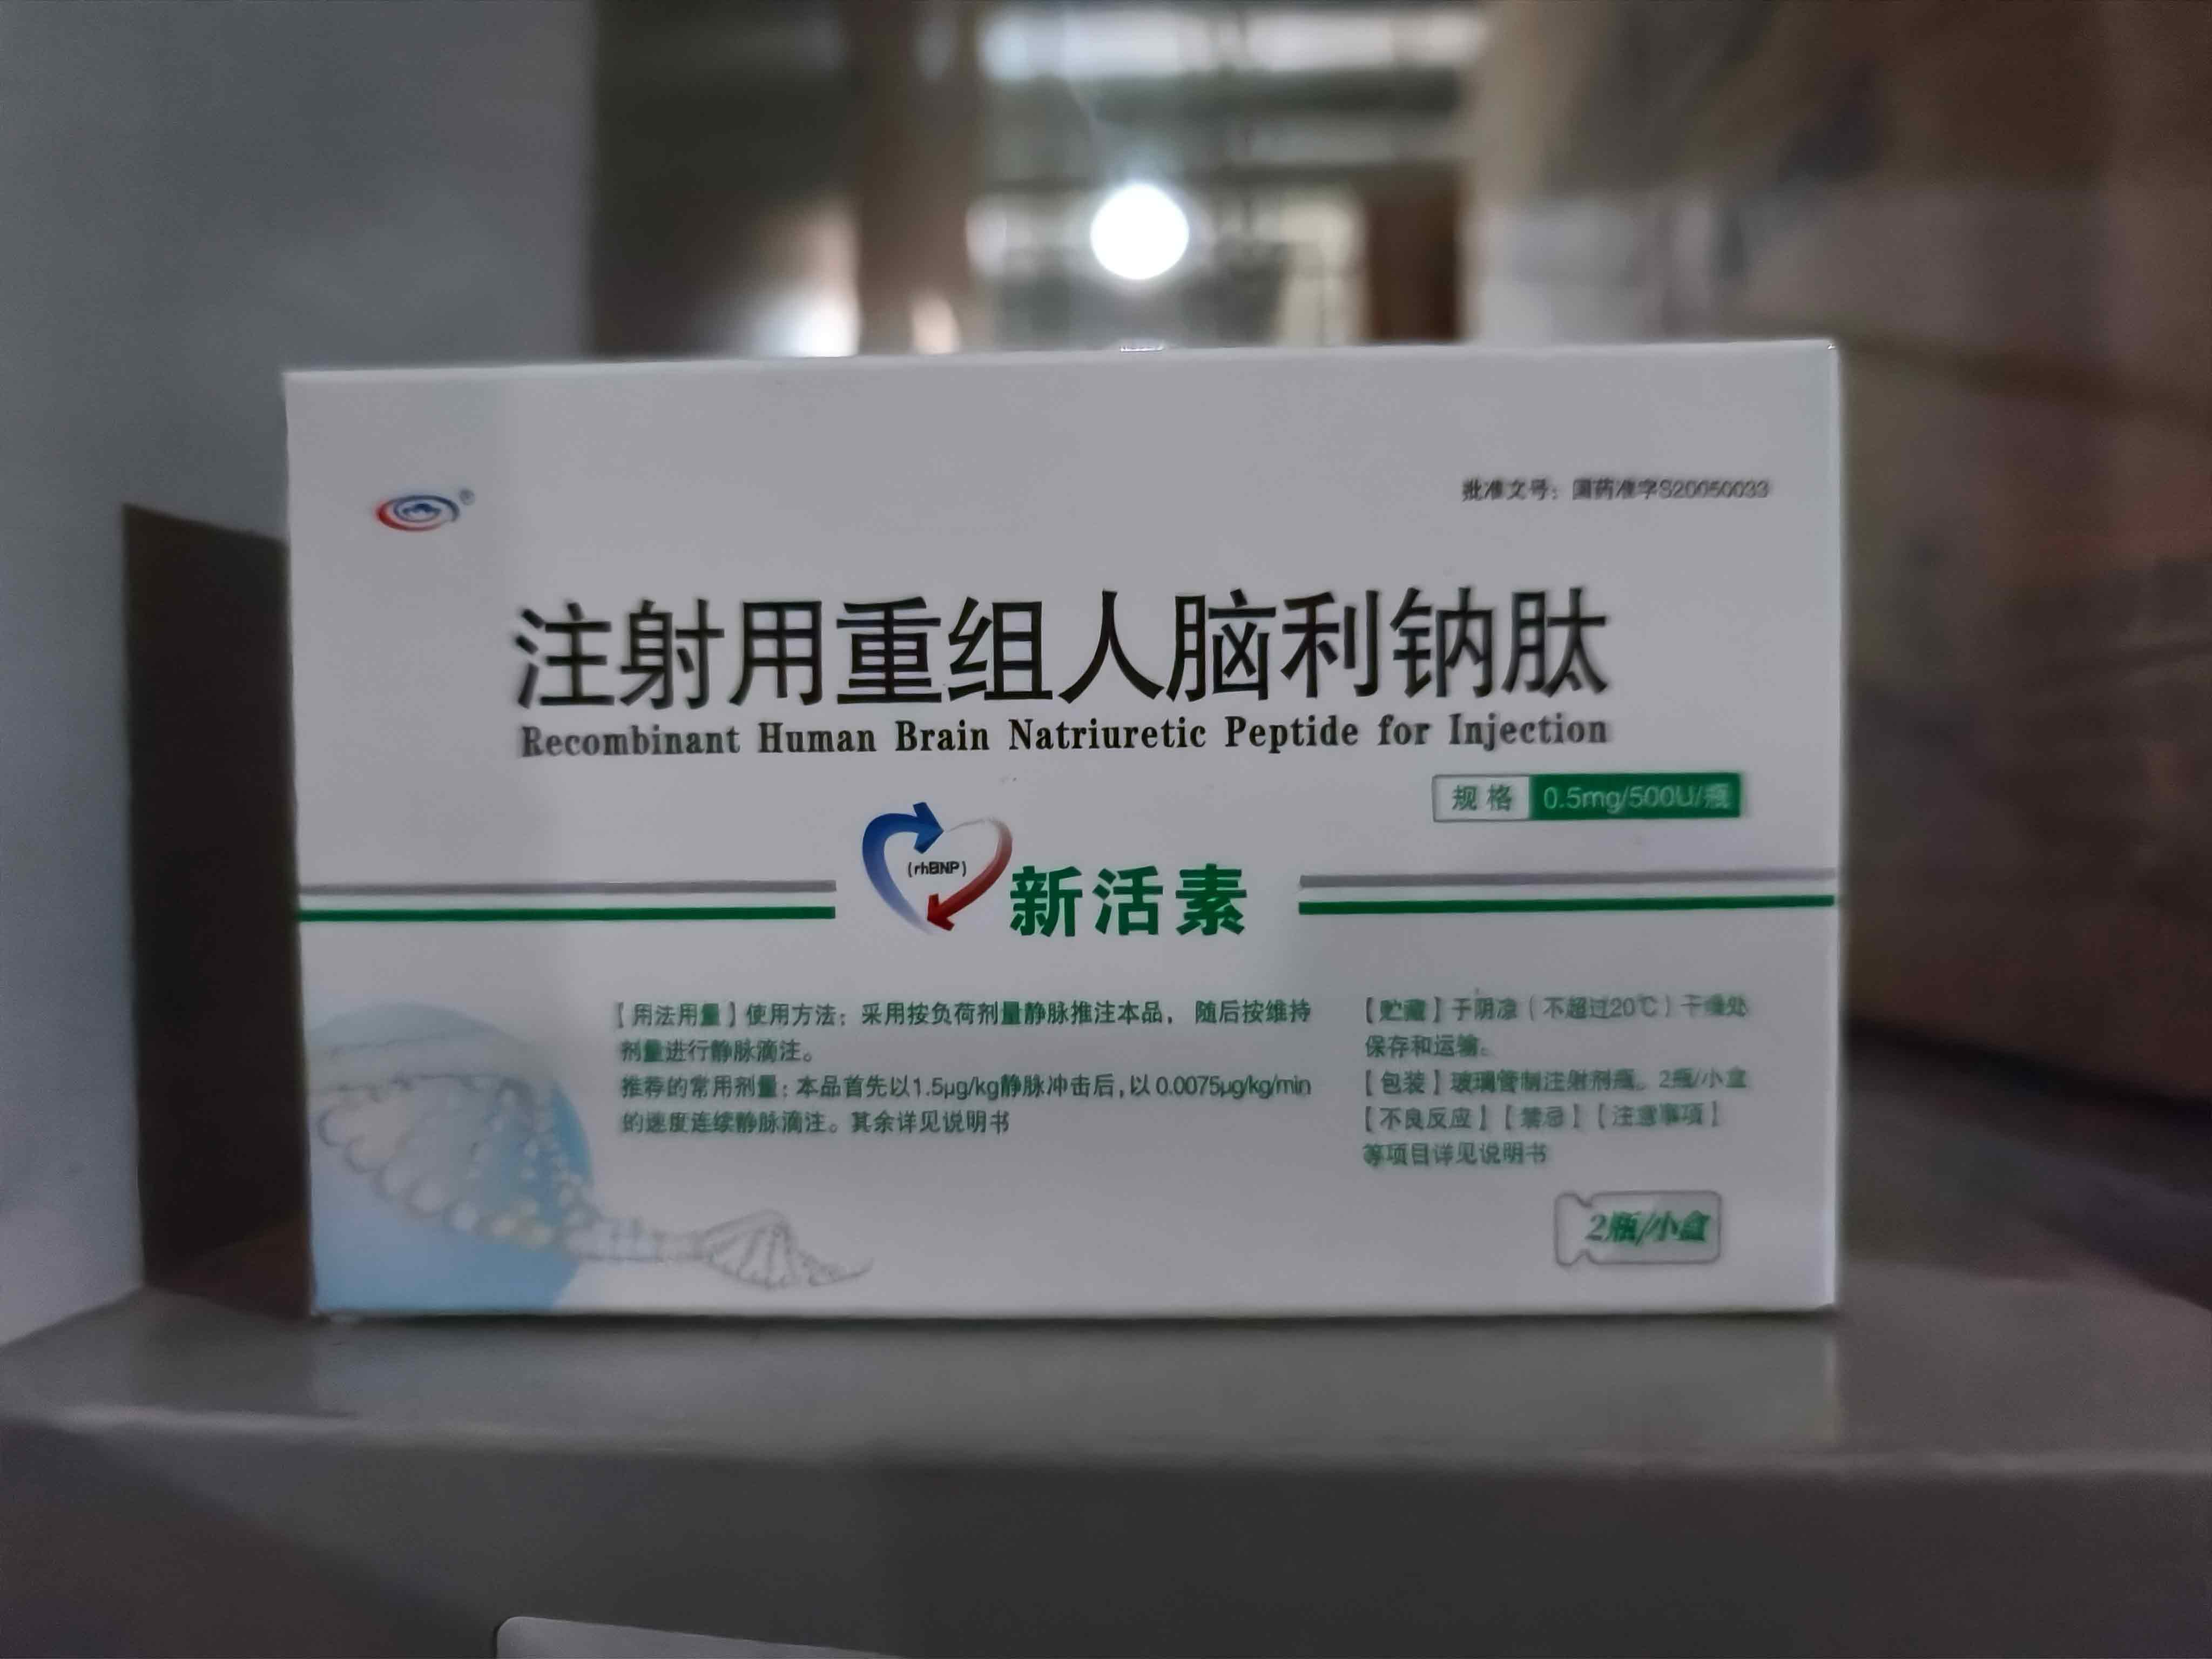 批准文号：国药准字S20050033
注射用重组人脑利钠肽
Recombinant Human Brain Natriuretic Peptide for Injection
规格 0.5mg/500U/瓶
(rhBNP)
新活素
【用法用量】使用方法：采用按负荷剂量静脉推注本品， 随后按维持
剂量进行静脉滴注。
推荐的常用剂量：本品首先以1.5μg/kg静脉冲击后，以0.0075μg/kg/min
的速度连续静脉滴注。其余详见说明书
【贮藏】于阴凉（不超过20℃）干燥处
保存和运输。
【包装】玻璃管制注射剂瓶。2瓶/小盒
【不良反应】【禁忌】【注意事项】
等项目详见说明书
2瓶/小盒